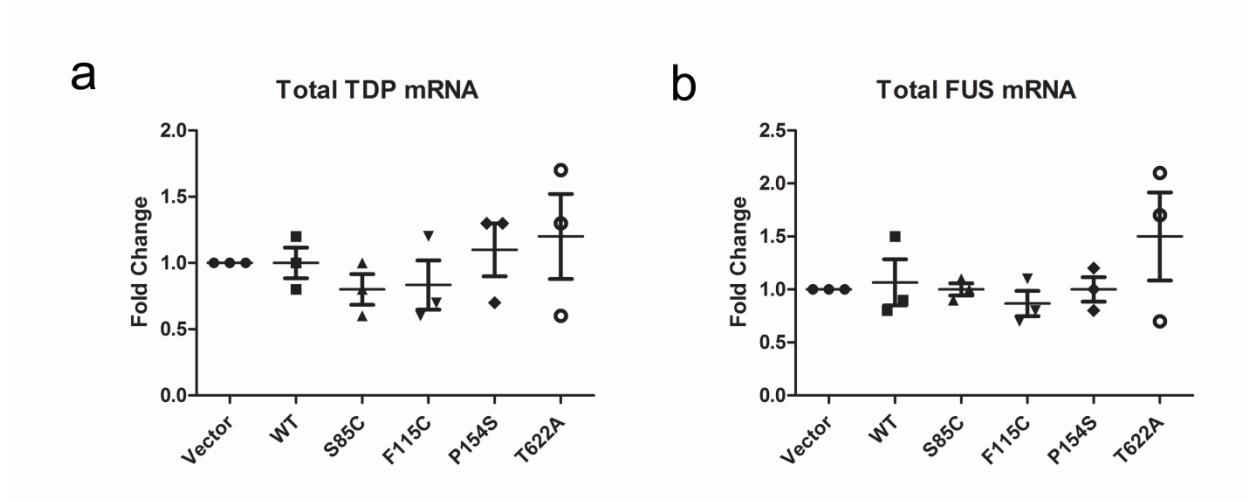 a
Total TDP mRNA
Fold Change
2.0
1.5
1.0
0.5
0.0
Vector
WT
S85C
F115C
P154S
T622A
b
Total FUS mRNA
Fold Change
2.5
2.0
1.5
1.0
0.5
0.0
Vector
WT
S85C
F115C
P154S
T622A